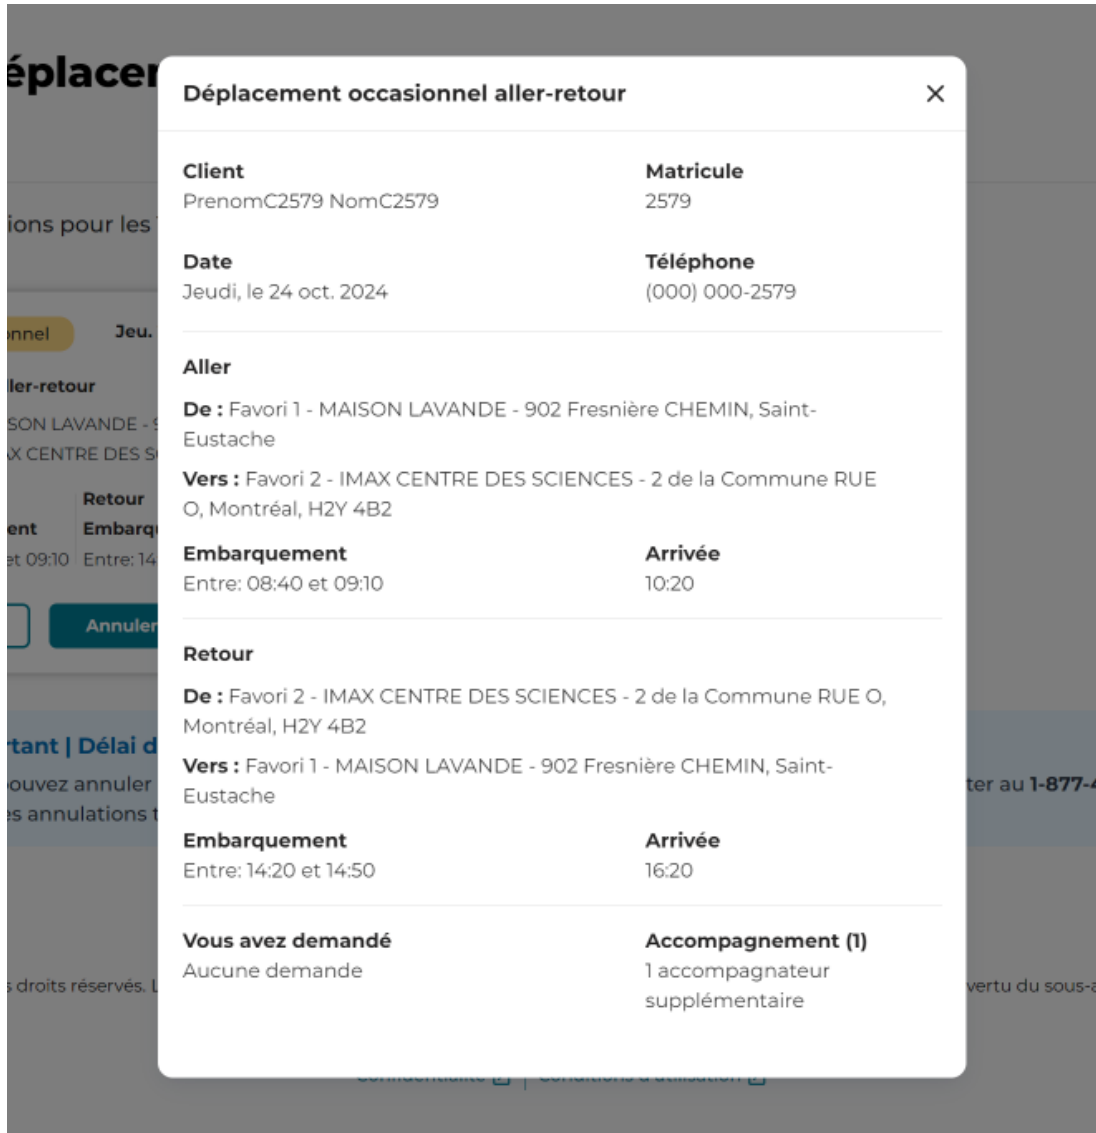 éplacer
Déplacement occasionnel aller-retour
Client
Matricule
PrenomC2579 NomC2579
2579
ions pour les
Date
Téléphone
Jeudi, le 24 oct. 2024
(000) 000-2579
onnel
Jeu.
Aller
ller-retour
De : Favori 1 - MAISON LAVANDE - 902 Fresnière CHEMIN, Saint-
Eustache
SON LAVANDE -
X CENTRE DES S
Vers : Favori 2 - IMAX CENTRE DES SCIENCES - 2 de la Commune RUE
O, Montréal, H2Y 4B2
Retour
ent
Embarq
et 09:10
Entre: 14
Embarquement
Arrivée
Entre: 08:40 et 09:10
10:20
Annuler
Retour
De : Favori 2 - IMAX CENTRE DES SCIENCES - 2 de la Commune RUE O,
Montréal, H2Y 4B2
Vers : Favori 1 - MAISON LAVANDE - 902 Fresnière CHEMIN, Saint-
Eustache
rtant | Délai d
ouvez annuler
ter au 1-877-4
es annulations t
Embarquement
Arrivée
Entre: 14:20 et 14:50
16:20
Vous avez demandé
Accompagnement (1)
Aucune demande
1 accompagnateur
supplémentaire
s droits réservés. L
vertu du sous-a
Confidentialité
Conditions d'utilisation